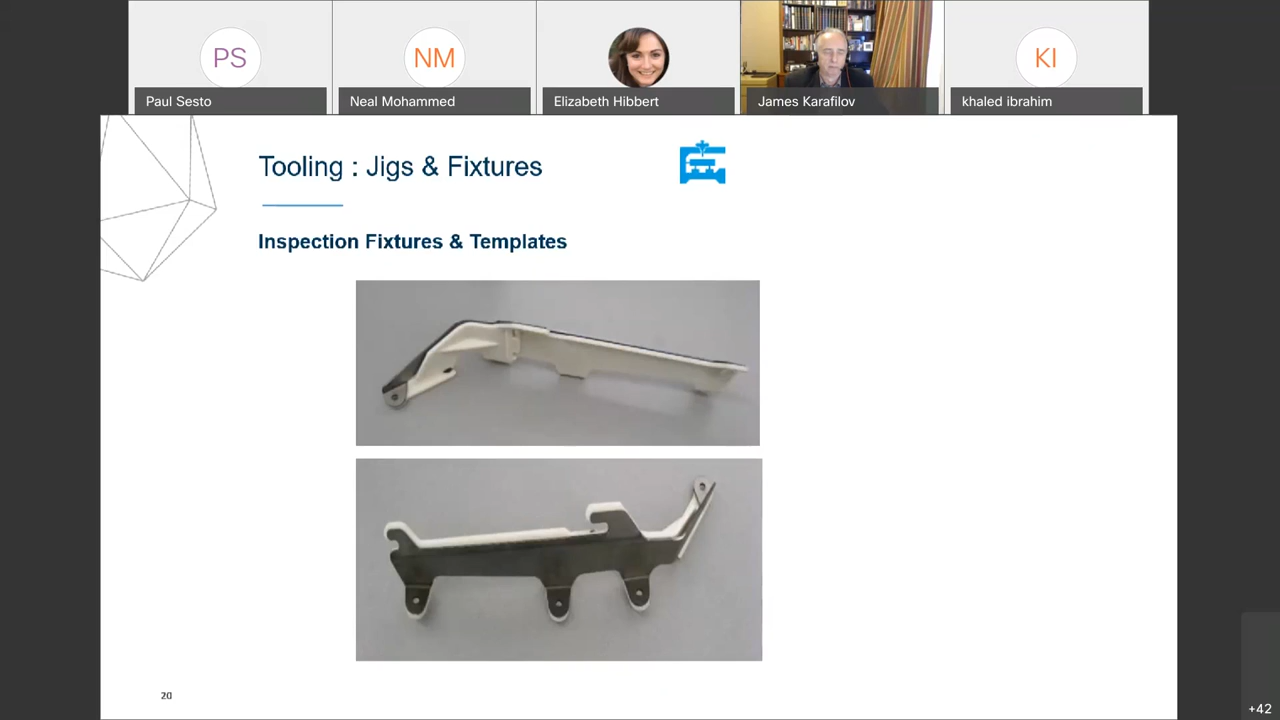 PS
NM
KI
Paul Sesto
Neal Mohammed
Elizabeth Hibbert
James Karafilov
khaled ibrahim
Tooling : Jigs & Fixtures
Inspection Fixtures & Templates
20
+42